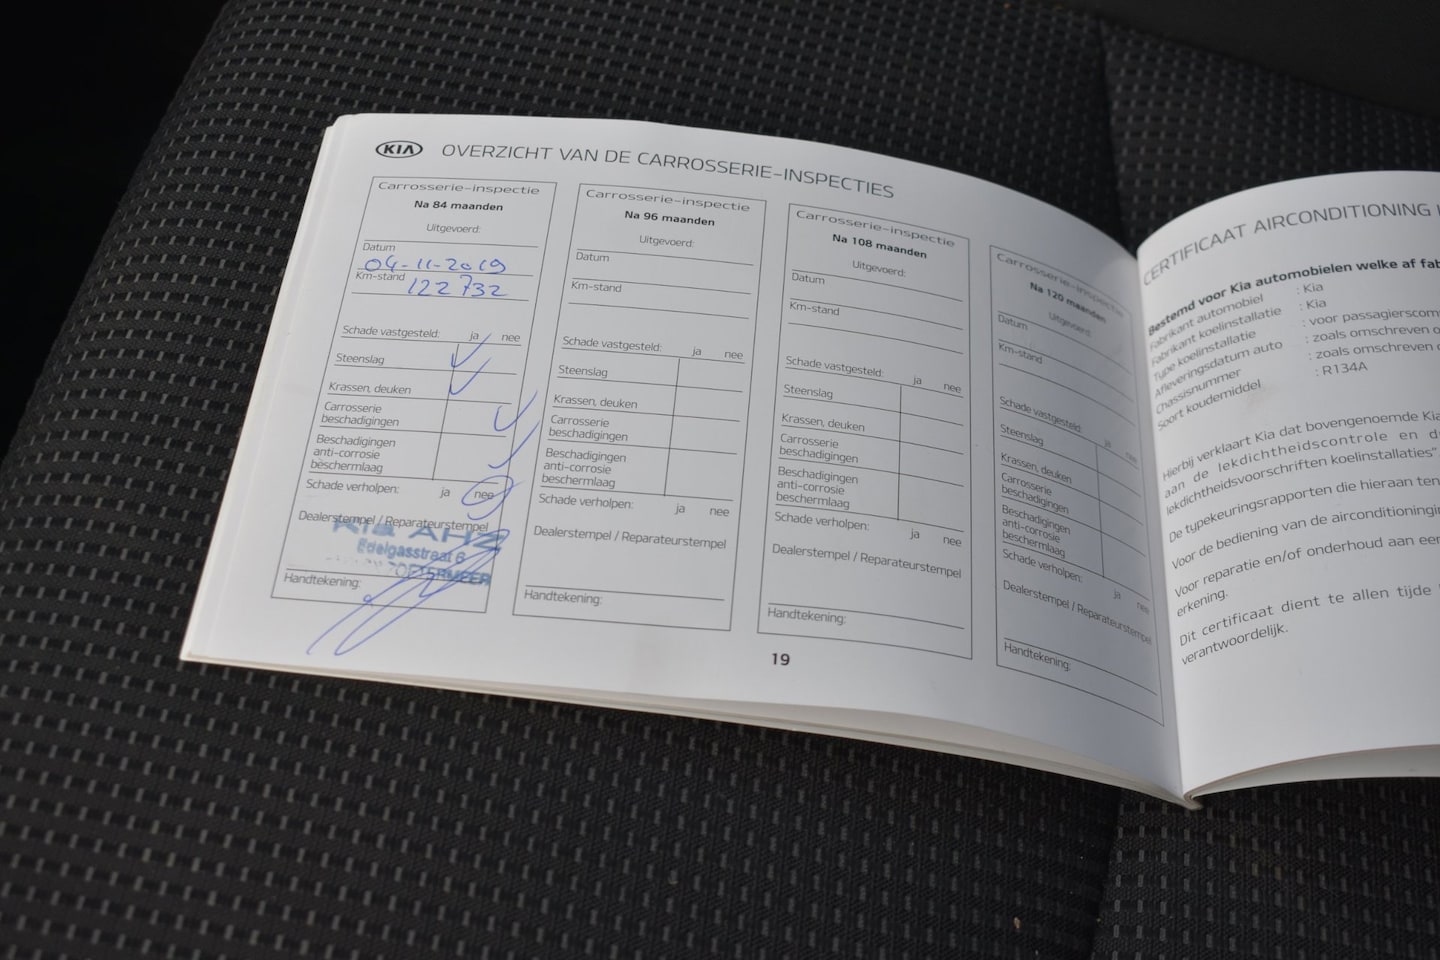 KIA OVERZICHT VAN DE CARROSSERIE-INSPECTIES
Carrosserie-inspectie
Na 84 maanden
Uitgevoerd:
Datum
04-11-2019
Km-stand 122732
Schade vastgesteld: ja nee
Steenslag
Krassen, deuken
Carrosserie
beschadigingen
Beschadigingen
anti-corrosie
beschermlaag
Schade verholpen: ja nee
Dealerstempel / Reparateurstempel
Kia AHZ
Edelgasstraat 6
ZOETERMEER
Handtekening:
Carrosserie-inspectie
Na 96 maanden
Uitgevoerd:
Datum
Km-stand
Schade vastgesteld: ja nee
Steenslag
Krassen, deuken
Carrosserie
beschadigingen
Beschadigingen
anti-corrosie
beschermlaag
Schade verholpen: ja nee
Dealerstempel / Reparateurstempel
Handtekening:
Carrosserie-inspectie
Na 108 maanden
Uitgevoerd:
Datum
Km-stand
Schade vastgesteld: ja nee
Steenslag
Krassen, deuken
Carrosserie
beschadigingen
Beschadigingen
anti-corrosie
beschermlaag
Schade verholpen: ja nee
Dealerstempel / Reparateurstempel
Handtekening:
Carrosserie-inspectie
Na 120 maanden
Uitgevoerd:
Datum
Km-stand
Schade vastgesteld: ja nee
Steenslag
Krassen, deuken
Carrosserie
beschadigingen
Beschadigingen
anti-corrosie
beschermlaag
Schade verholpen: ja nee
Dealerstempel / Reparateurstempel
Handtekening:
19
CERTIFICAAT AIRCONDITIONING
Bestemd voor Kia automobielen welke af fab
Fabrikant automobiel : Kia
Fabrikant koelinstallatie : Kia
Type koelinstallatie : voor passagierscom
Afleveringsdatum auto : zoals omschreven o
Chassisnummer : zoals omschreven
Soort koudemiddel : R134A
Hierbij verklaart Kia dat bovengenoemde Kia
aan de lekdichtheidscontrole en d
lekdichtheidsvoorschriften koelinstallaties".
De typekeuringsrapporten die hieraan ten
Voor de bediening van de airconditioningin
Voor reparatie en/of onderhoud aan een
erkening.
Dit certificaat dient te allen tijde
verantwoordelijk.